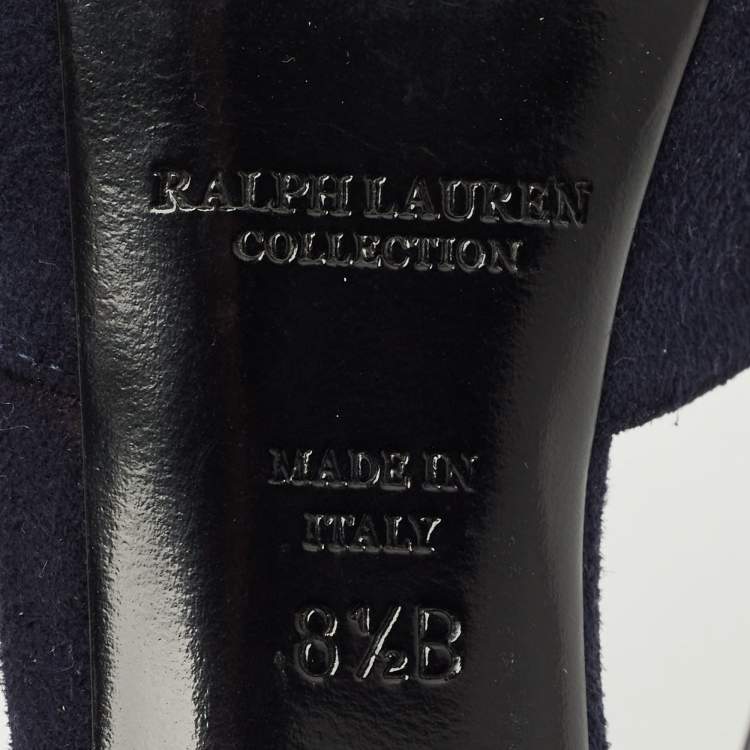 RALPH LAUREN
COLLECTION
MADE IN
ITALY
8½B